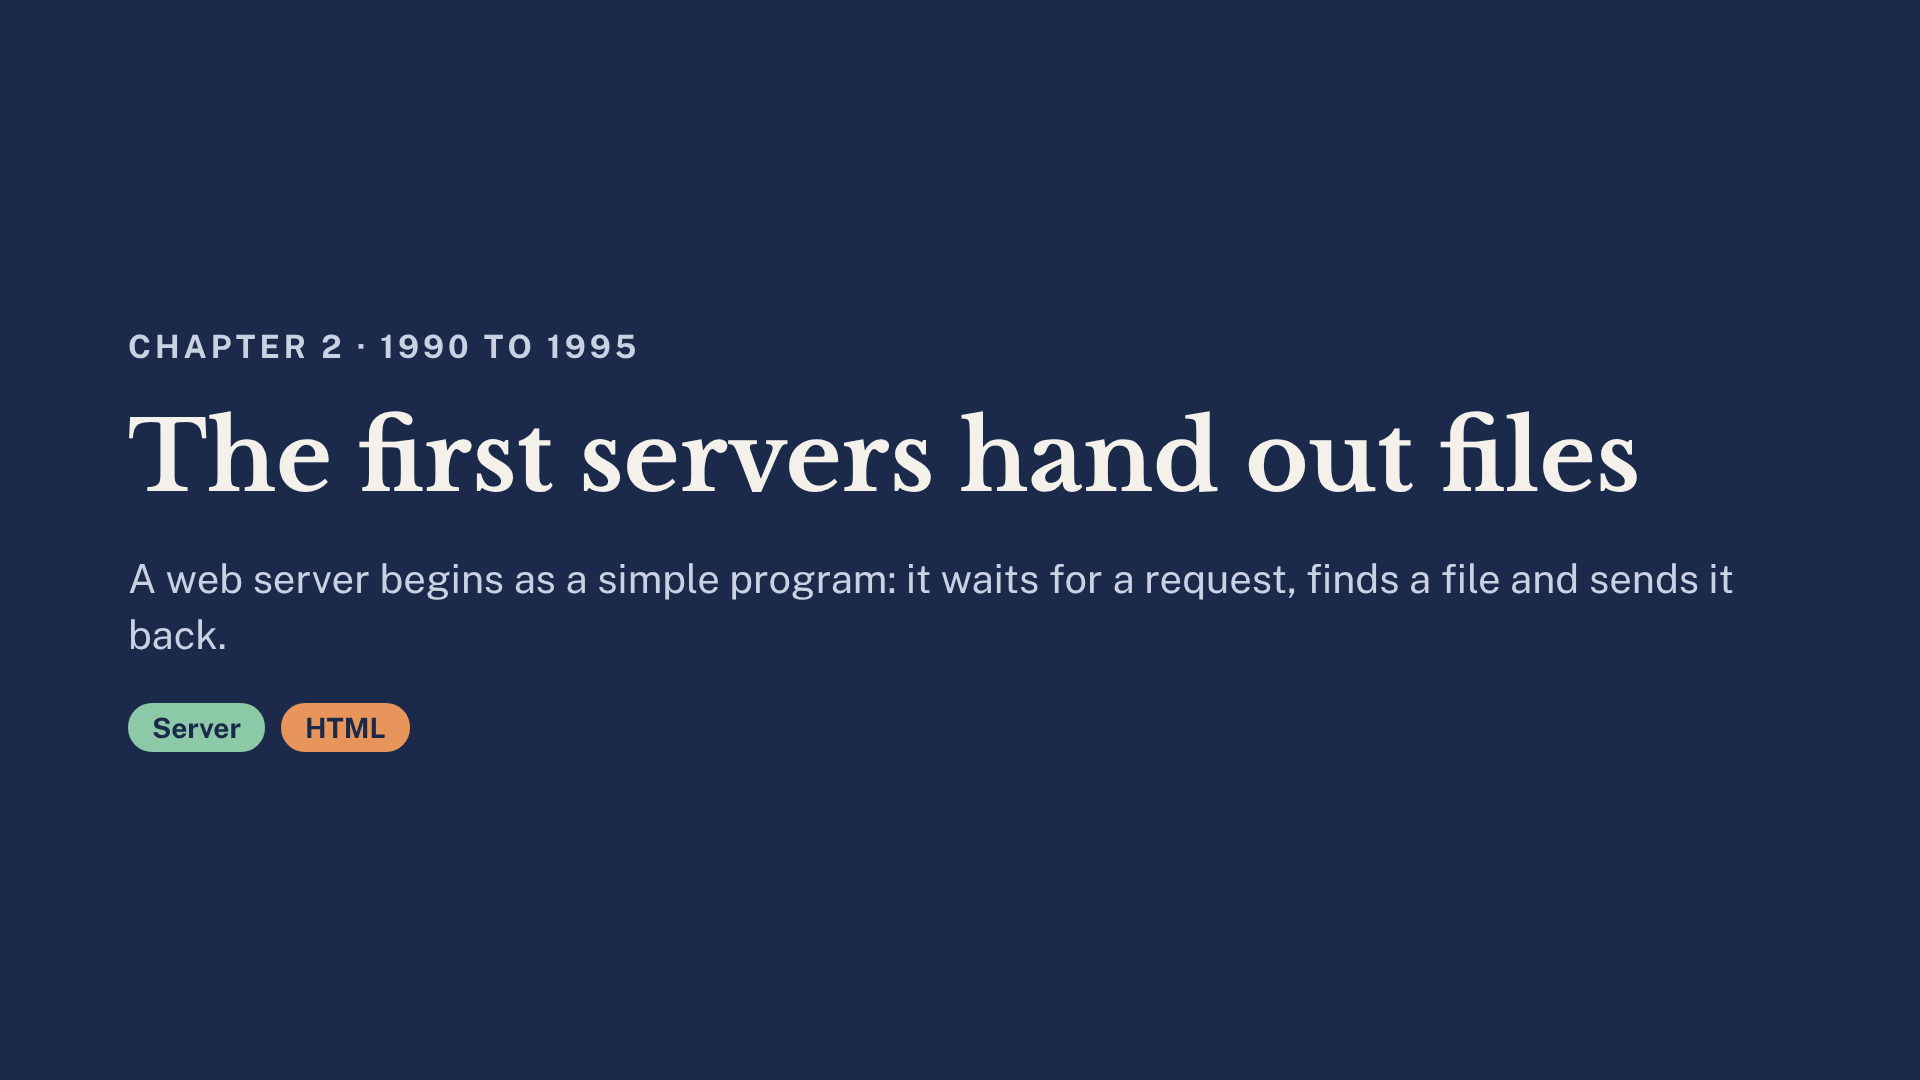 CHAPTER 2 · 1990 TO 1995
The first servers hand out files
A web server begins as a simple program: it waits for a request, finds a file and sends it
back.
Server HTML